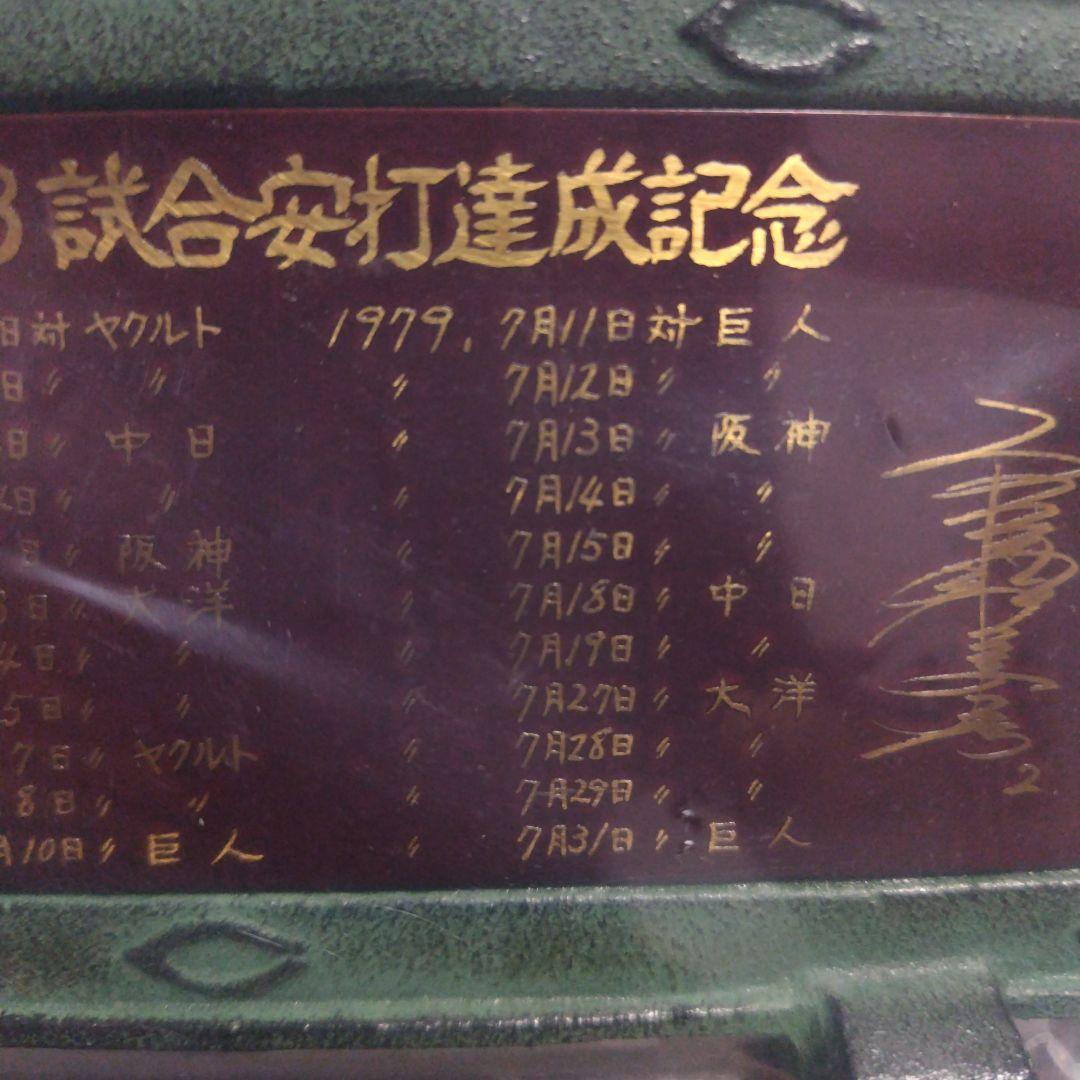 3試合安打達成記念
日対ヤクルト 1979. 7月11日対巨人
日〃 〃 〃 7月12日〃 〃
日〃 中日 〃 7月13日〃 阪神
4日〃 〃 〃 7月14日〃 〃
日〃 阪神 〃 7月15日〃 〃
日〃 大洋 〃 7月18日〃 中日
4日〃 〃 〃 7月19日〃 〃
5日〃 〃 〃 7月27日〃 大洋
7日〃 ヤクルト 〃 7月28日〃 〃
8日〃 〃 〃 7月29日〃 〃
月10日〃 巨人 〃 7月31日〃 巨人
2